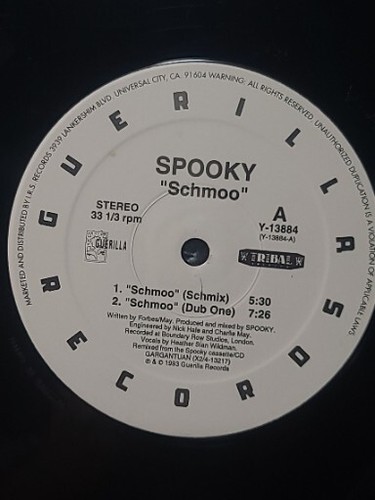 MARKETED AND DISTRIBUTED BY I.R.S. RECORDS 3939 LANKERSHIM BLVD. UNIVERSAL CITY, CA. 91604 WARNING: ALL RIGHTS RESERVED. UNAUTHORIZED DUPLICATION IS A VIOLATION OF APPLICABLE LAWS
GUERILLA RECORDS
SPOOKY
"Schmoo"
STEREO
33 1/3 rpm
A
Y-13884
(Y-13884-A)
GUERILLA
TRIBAL
1. "Schmoo" (Schmix) 5:30
2. "Schmoo" (Dub One) 7:26
Written by Forbes/May. Produced and mixed by SPOOKY.
Engineered by Nick Hale and Charlie May.
Recorded at Boundery Row Studios, London.
Vocals by Heather Sian Wildman.
Remixed from the Spooky cassette/CD
GARGANTUAN (X2/4-13217)
℗ & © 1993 Guerilla Records